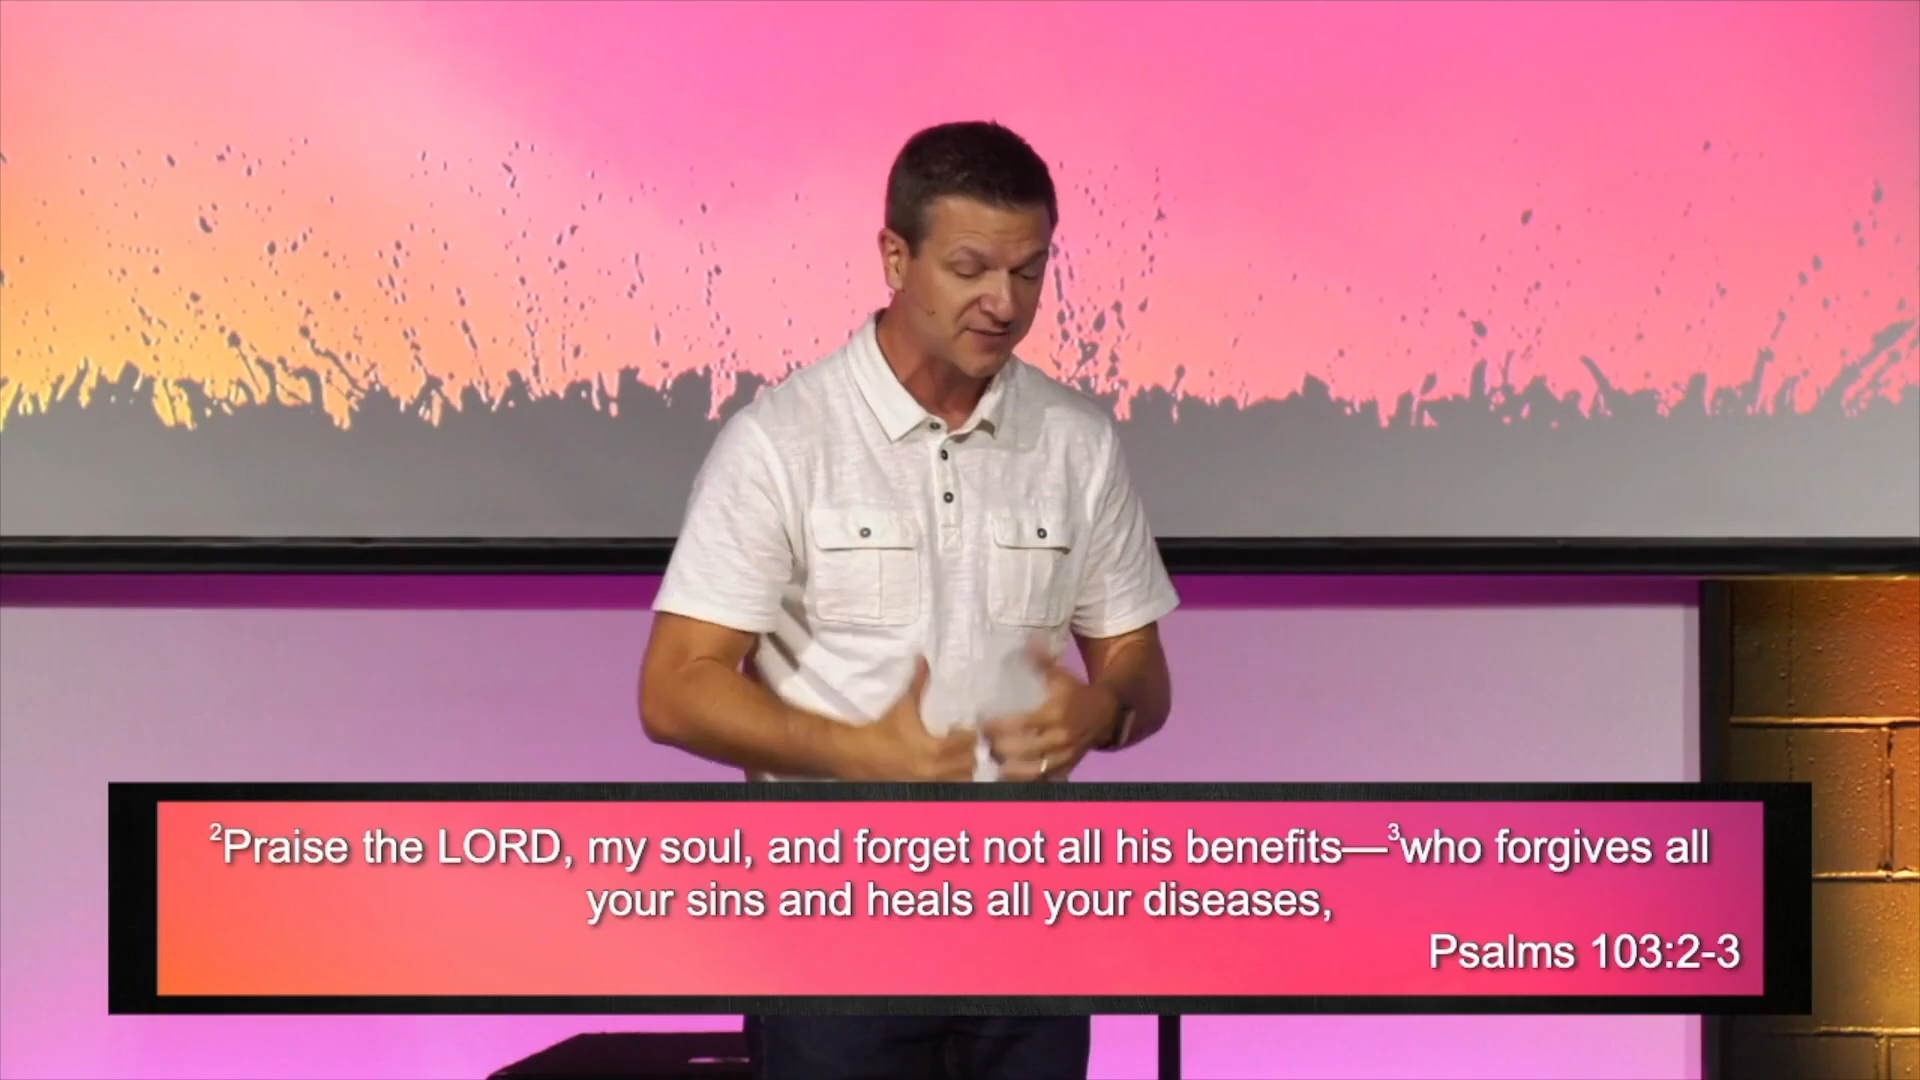 ²Praise the LORD, my soul, and forget not all his benefits—³who forgives all
your sins and heals all your diseases,
Psalms 103:2-3